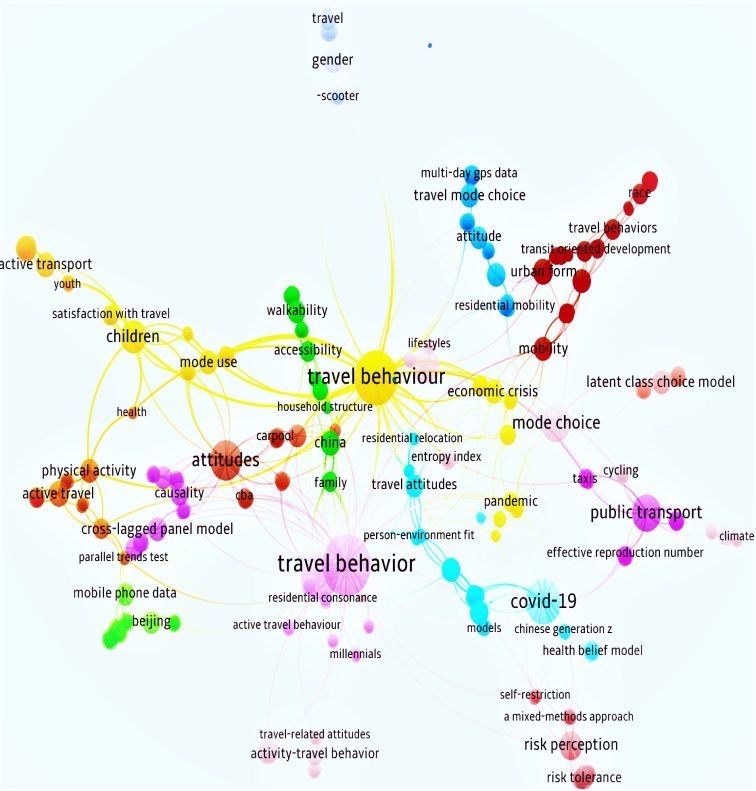 travel
gender
-scooter
multi-day gps data
travel mode choice
race
attitude
travel behaviors
transit oriented development
urban form
active transport
youth
residential mobility
satisfaction with travel
walkability
children
accessibility
lifestyles
mobility
mode use
travel behaviour
latent class choice model
economic crisis
household structure
health
mode choice
carpool
china
residential relocation
attitudes
entropy index
physical activity
cycling
taxis
family
travel attitudes
active travel
causality
cba
pandemic
public transport
cross-lagged panel model
person-environment fit
climate
effective reproduction number
parallel trends test
travel behavior
mobile phone data
residential consonance
covid-19
beijing
active travel behaviour
models
chinese generation z
health belief model
millennials
self-restriction
a mixed-methods approach
travel-related attitudes
risk perception
activity-travel behavior
risk tolerance